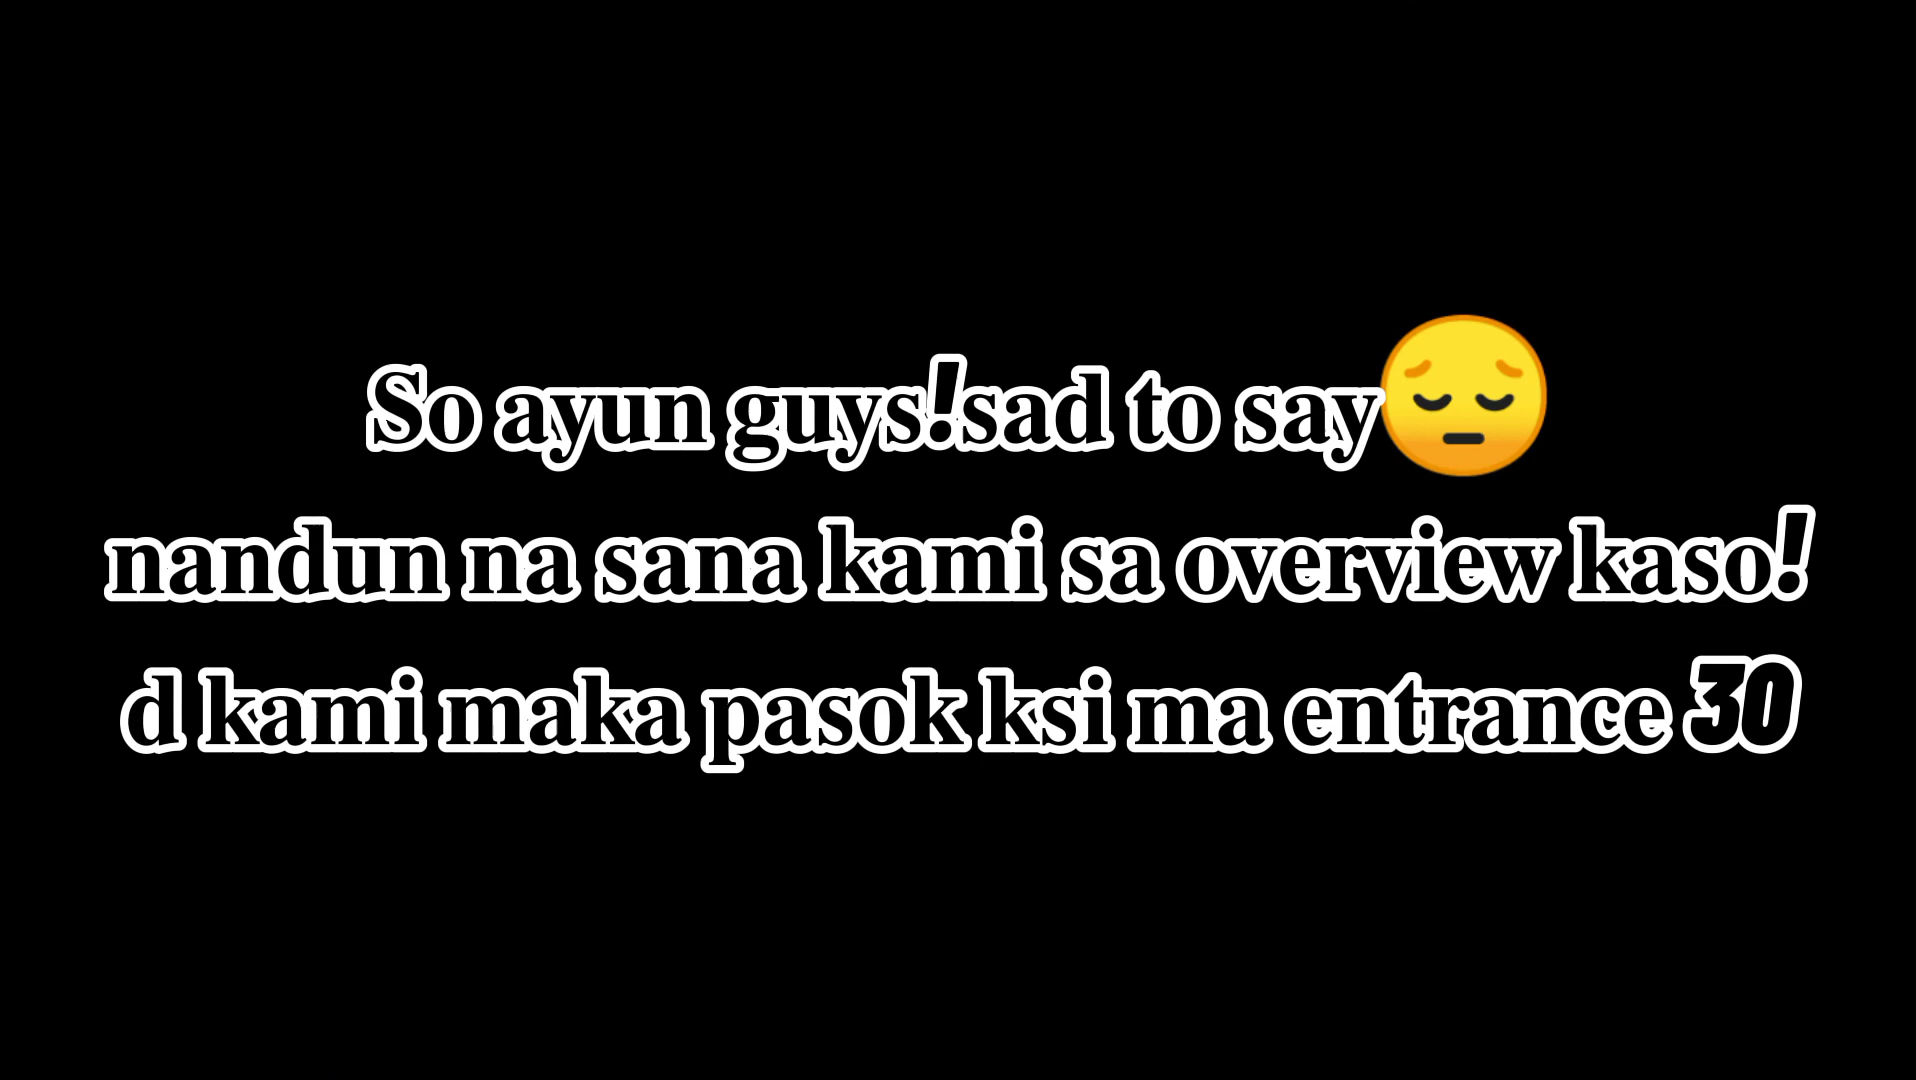 So ayun guys!sad to say😔
nandun na sana kami sa overview kaso!
d kami maka pasok ksi ma entrance 30